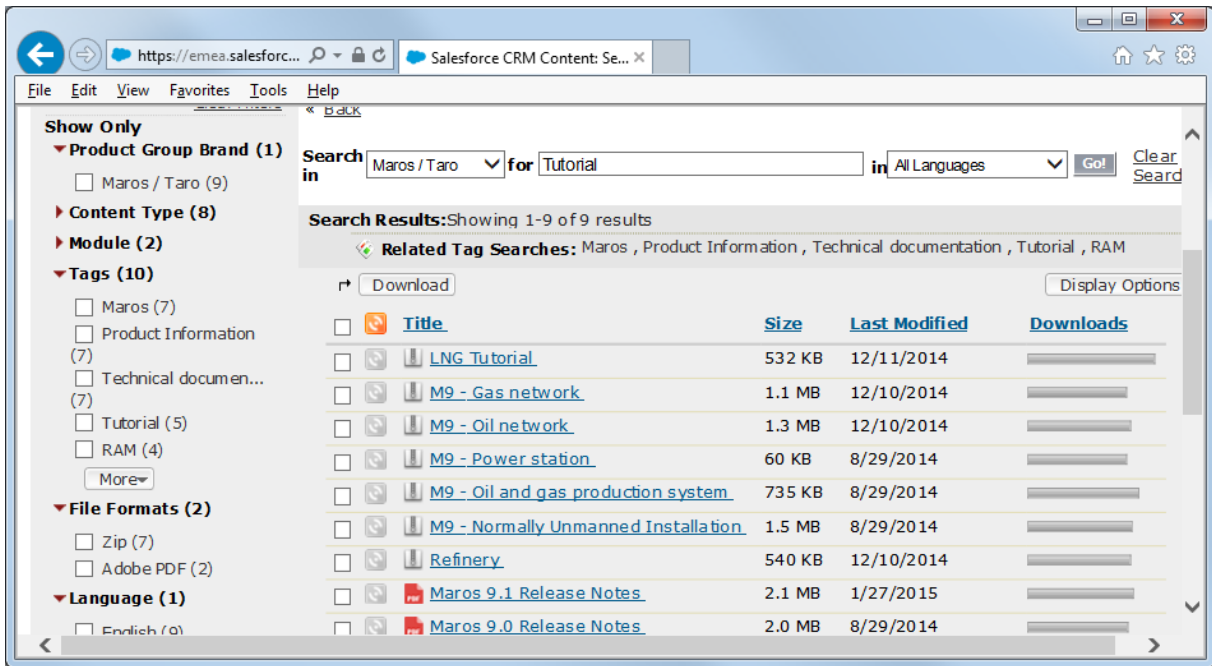 https://emea.salesforc...
Salesforce CRM Content: Se...
File Edit View Favorites Tools Help
« Back
Show Only
Product Group Brand (1)
Maros / Taro (9)
Content Type (8)
Module (2)
Tags (10)
Maros (7)
Product Information
(7)
Technical documen...
(7)
Tutorial (5)
RAM (4)
More
File Formats (2)
Zip (7)
Adobe PDF (2)
Language (1)
English (9)
Search in Maros / Taro for Tutorial in All Languages Go! Clear
Searc
Search Results:Showing 1-9 of 9 results
Related Tag Searches: Maros , Product Information , Technical documentation , Tutorial , RAM
Download Display Options
Title Size Last Modified Downloads
LNG Tutorial 532 KB 12/11/2014
M9 - Gas network 1.1 MB 12/10/2014
M9 - Oil network 1.3 MB 12/10/2014
M9 - Power station 60 KB 8/29/2014
M9 - Oil and gas production system 735 KB 8/29/2014
M9 - Normally Unmanned Installation 1.5 MB 8/29/2014
Refinery 540 KB 12/10/2014
Maros 9.1 Release Notes 2.1 MB 1/27/2015
Maros 9.0 Release Notes 2.0 MB 8/29/2014